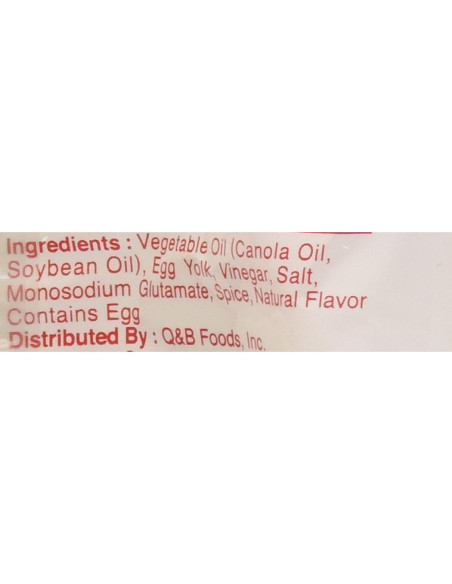 Ingredients : Vegetable Oil (Canola Oil,
Soybean Oil), Egg Yolk, Vinegar, Salt,
Monosodium Glutamate, Spice, Natural Flavor
Contains Egg
Distributed By : Q&B Foods, Inc.